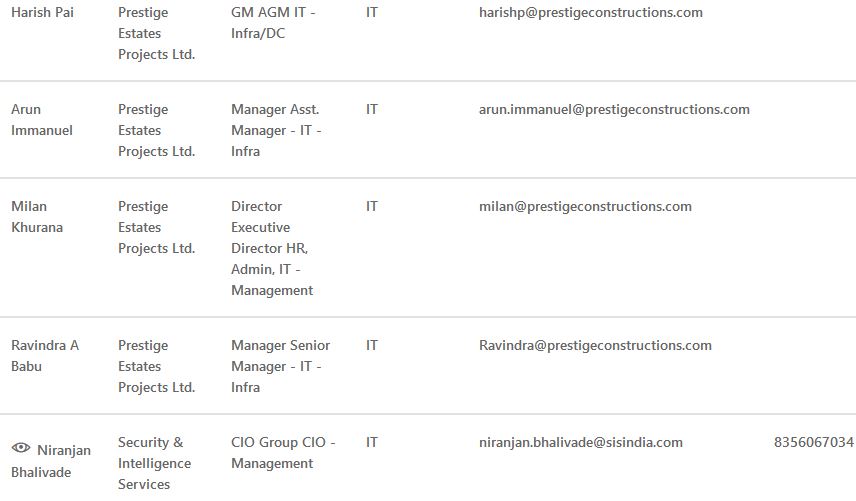 Harish Pai
Prestige
Estates
Projects Ltd.
GM AGM IT -
Infra/DC
IT
harishp@prestigeconstructions.com
Arun
Immanuel
Prestige
Estates
Projects Ltd.
Manager Asst.
Manager - IT -
Infra
IT
arun.immanuel@prestigeconstructions.com
Milan
Khurana
Prestige
Estates
Projects Ltd.
Director
Executive
Director HR,
Admin, IT -
Management
IT
milan@prestigeconstructions.com
Ravindra A
Babu
Prestige
Estates
Projects Ltd.
Manager Senior
Manager - IT -
Infra
IT
Ravindra@prestigeconstructions.com
Niranjan
Bhalivade
Security &
Intelligence
Services
CIO Group CIO -
Management
IT
niranjan.bhalivade@sisindia.com
8356067034